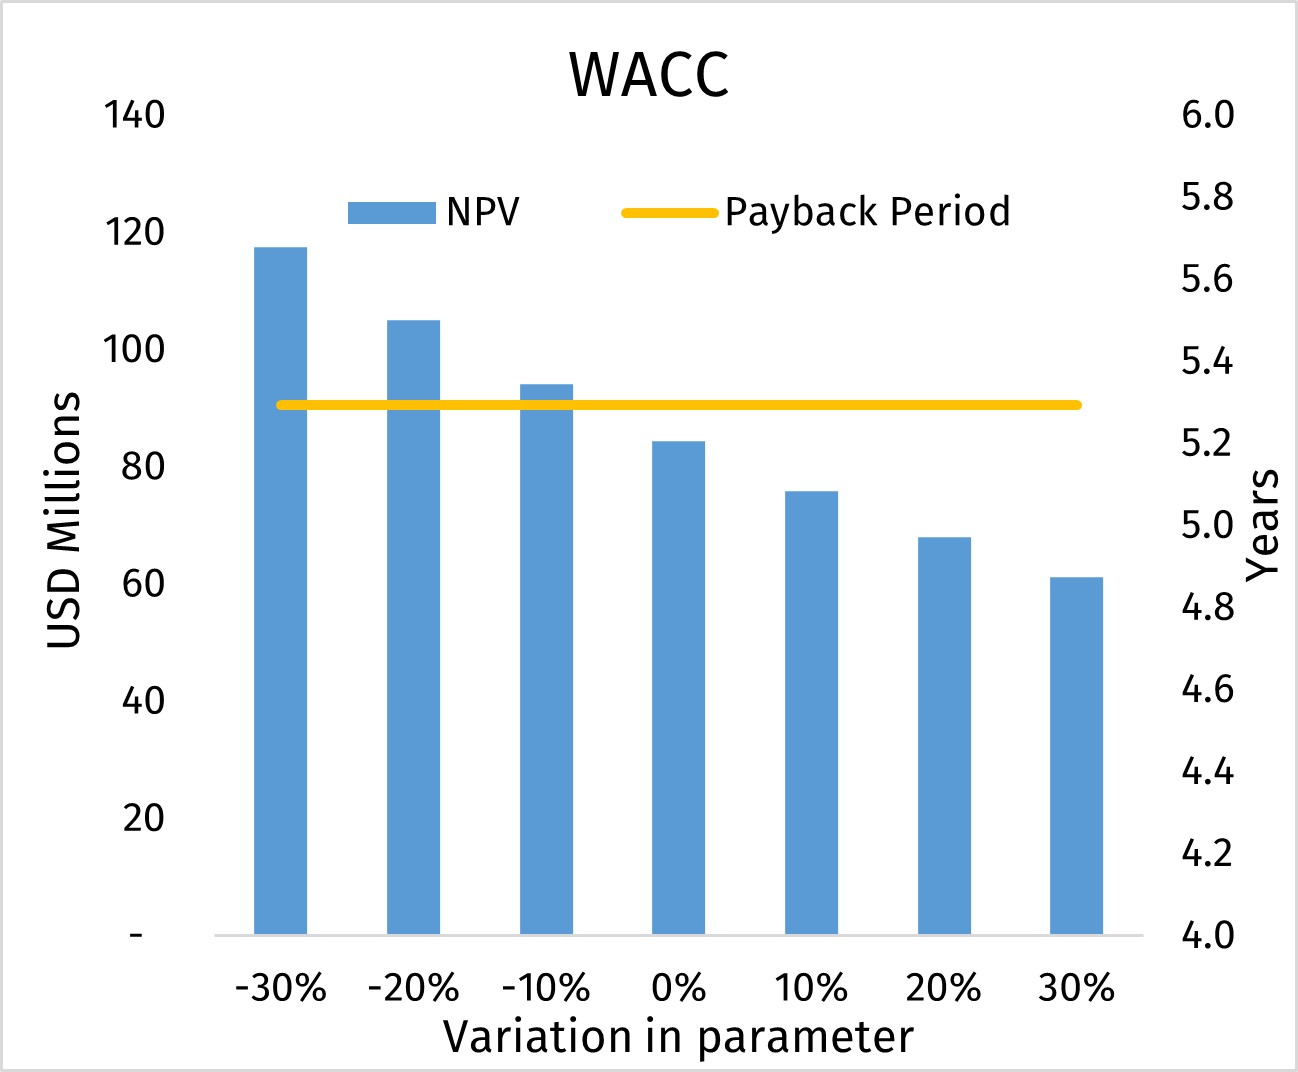 WACC
140
120
100
80
60
40
20
-
USD Millions
NPV
Payback Period
6.0
5.8
5.6
5.4
5.2
5.0
4.8
4.6
4.4
4.2
4.0
Years
-30% -20% -10% 0% 10% 20% 30%
Variation in parameter